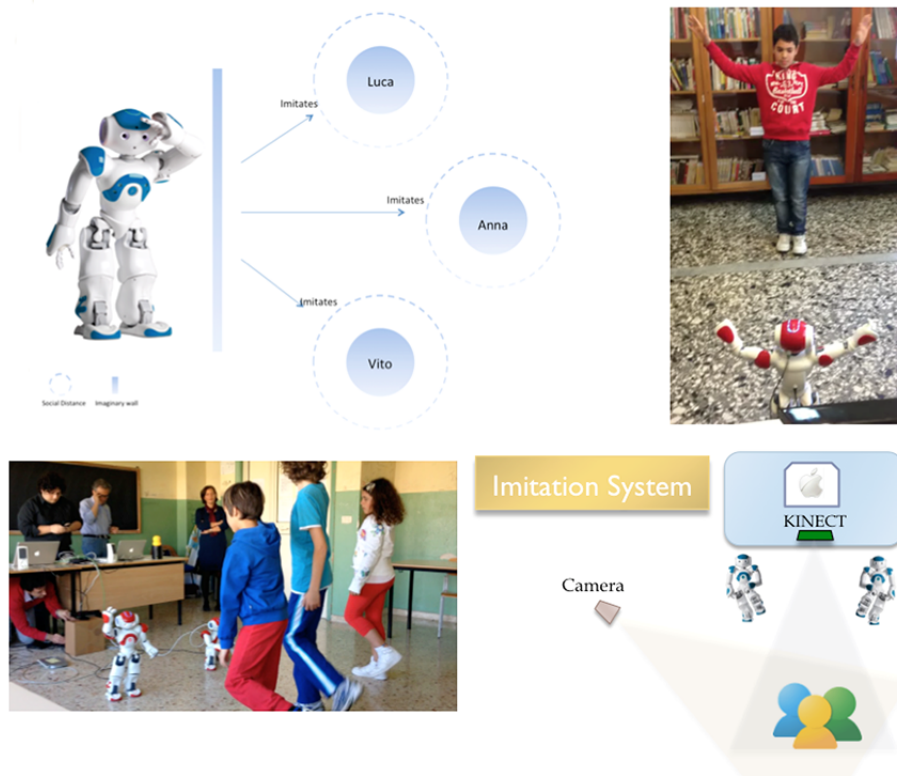 Luca
Imitates
Imitates
Anna
Imitates
Vito
Social Distance
Imaginary wall
KING
COURT
Imitation System
KINECT
Camera